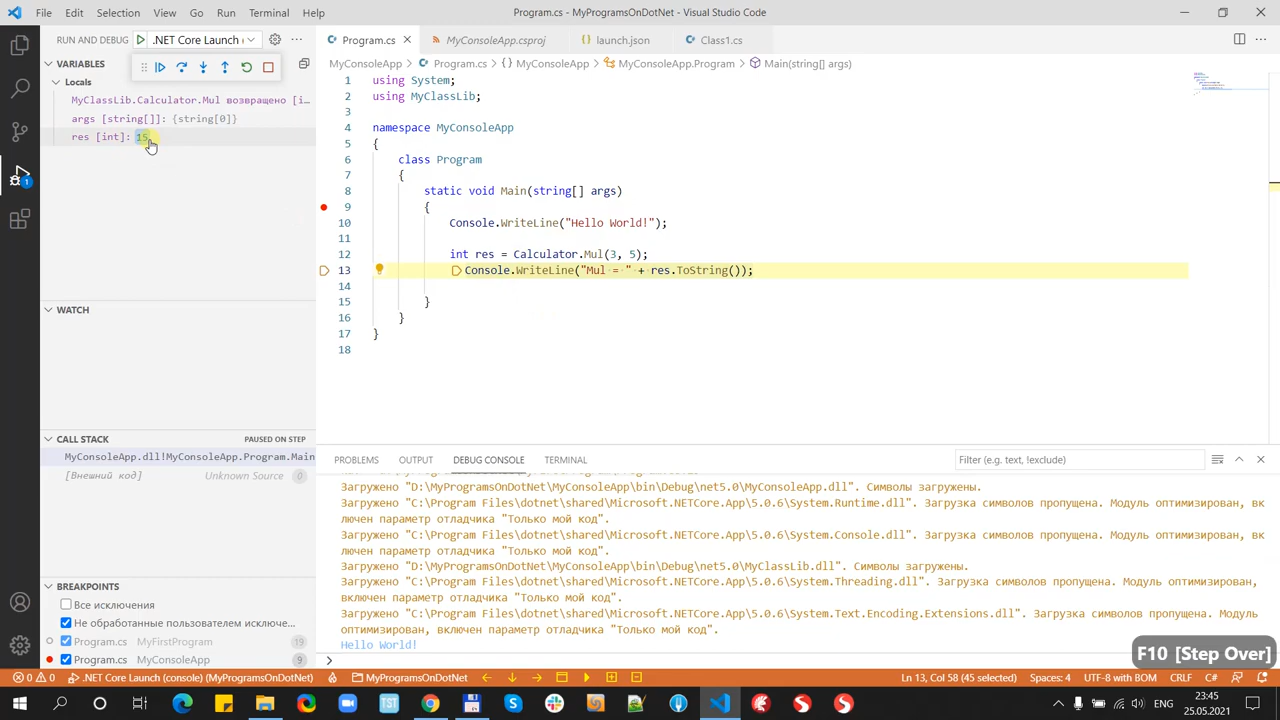 File Edit Selection View Go Run Terminal Help
Program.cs - MyProgramsOnDotNet - Visual Studio Code
RUN AND DEBUG .NET Core Launch (
VARIABLES
Locals
MyClassLib.Calculator.Mul возвращено [i…
args [string[]]: {string[0]}
res [int]: 15
WATCH
CALL STACK PAUSED ON STEP
MyConsoleApp.dll!MyConsoleApp.Program.Main
[Внешний код] Unknown Source 0
BREAKPOINTS
Все исключения
Не обработанные пользователем исключе…
Program.cs MyFirstProgram 19
Program.cs MyConsoleApp 9
Program.cs MyConsoleApp.csproj launch.json Class1.cs
MyConsoleApp > Program.cs > {} MyConsoleApp > MyConsoleApp.Program > Main(string[] args)
1 using System;
2 using MyClassLib;
3
4 namespace MyConsoleApp
5 {
6 class Program
7 {
8 static void Main(string[] args)
9 {
10 Console.WriteLine("Hello World!");
11
12 int res = Calculator.Mul(3, 5);
13 Console.WriteLine("Mul = " + res.ToString());
14
15 }
16 }
17 }
18
PROBLEMS OUTPUT DEBUG CONSOLE TERMINAL
Filter (e.g. text, !exclude)
Загружено "D:\MyProgramsOnDotNet\MyConsoleApp\bin\Debug\net5.0\MyConsoleApp.dll". Символы загружены.
Загружено "C:\Program Files\dotnet\shared\Microsoft.NETCore.App\5.0.6\System.Runtime.dll". Загрузка символов пропущена. Модуль оптимизирован, вк
лючен параметр отладчика "Только мой код".
Загружено "C:\Program Files\dotnet\shared\Microsoft.NETCore.App\5.0.6\System.Console.dll". Загрузка символов пропущена. Модуль оптимизирован, вк
лючен параметр отладчика "Только мой код".
Загружено "D:\MyProgramsOnDotNet\MyConsoleApp\bin\Debug\net5.0\MyClassLib.dll". Символы загружены.
Загружено "C:\Program Files\dotnet\shared\Microsoft.NETCore.App\5.0.6\System.Threading.dll". Загрузка символов пропущена. Модуль оптимизирован,
включен параметр отладчика "Только мой код".
Загружено "C:\Program Files\dotnet\shared\Microsoft.NETCore.App\5.0.6\System.Text.Encoding.Extensions.dll". Загрузка символов пропущена. Модуль
оптимизирован, включен параметр отладчика "Только мой код".
Hello World!
F10 [Step Over]
0 0 .NET Core Launch (console) (MyProgramsOnDotNet) MyProgramsOnDotNet Ln 13, Col 58 (45 selected) Spaces: 4 UTF-8 with BOM CRLF C#
TST
РУС
23:45
25.05.2021